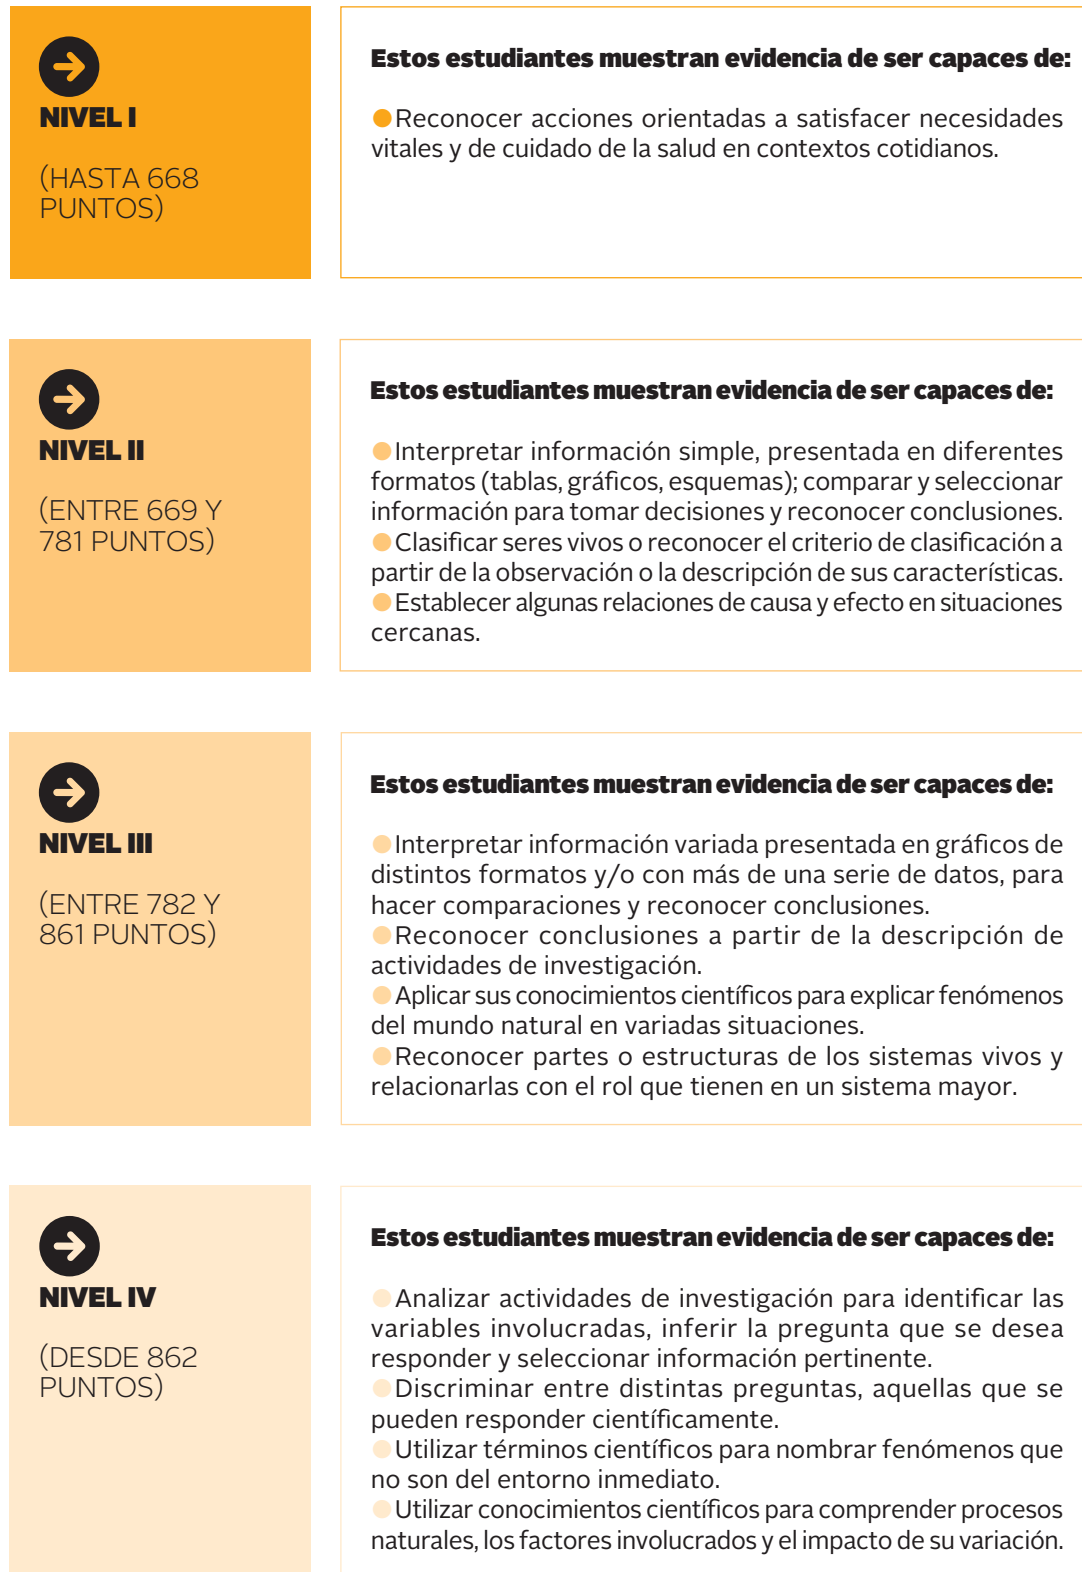 NIVEL I
(HASTA 668
PUNTOS)
Estos estudiantes muestran evidencia de ser capaces de:
●Reconocer acciones orientadas a satisfacer necesidades
vitales y de cuidado de la salud en contextos cotidianos.
NIVEL II
(ENTRE 669 Y
781 PUNTOS)
Estos estudiantes muestran evidencia de ser capaces de:
●Interpretar información simple, presentada en diferentes
formatos (tablas, gráficos, esquemas); comparar y seleccionar
información para tomar decisiones y reconocer conclusiones.
●Clasificar seres vivos o reconocer el criterio de clasificación a
partir de la observación o la descripción de sus características.
●Establecer algunas relaciones de causa y efecto en situaciones
cercanas.
NIVEL III
(ENTRE 782 Y
861 PUNTOS)
Estos estudiantes muestran evidencia de ser capaces de:
●Interpretar información variada presentada en gráficos de
distintos formatos y/o con más de una serie de datos, para
hacer comparaciones y reconocer conclusiones.
●Reconocer conclusiones a partir de la descripción de
actividades de investigación.
●Aplicar sus conocimientos científicos para explicar fenómenos
del mundo natural en variadas situaciones.
●Reconocer partes o estructuras de los sistemas vivos y
relacionarlas con el rol que tienen en un sistema mayor.
NIVEL IV
(DESDE 862
PUNTOS)
Estos estudiantes muestran evidencia de ser capaces de:
●Analizar actividades de investigación para identificar las
variables involucradas, inferir la pregunta que se desea
responder y seleccionar información pertinente.
●Discriminar entre distintas preguntas, aquellas que se
pueden responder científicamente.
●Utilizar términos científicos para nombrar fenómenos que
no son del entorno inmediato.
●Utilizar conocimientos científicos para comprender procesos
naturales, los factores involucrados y el impacto de su variación.